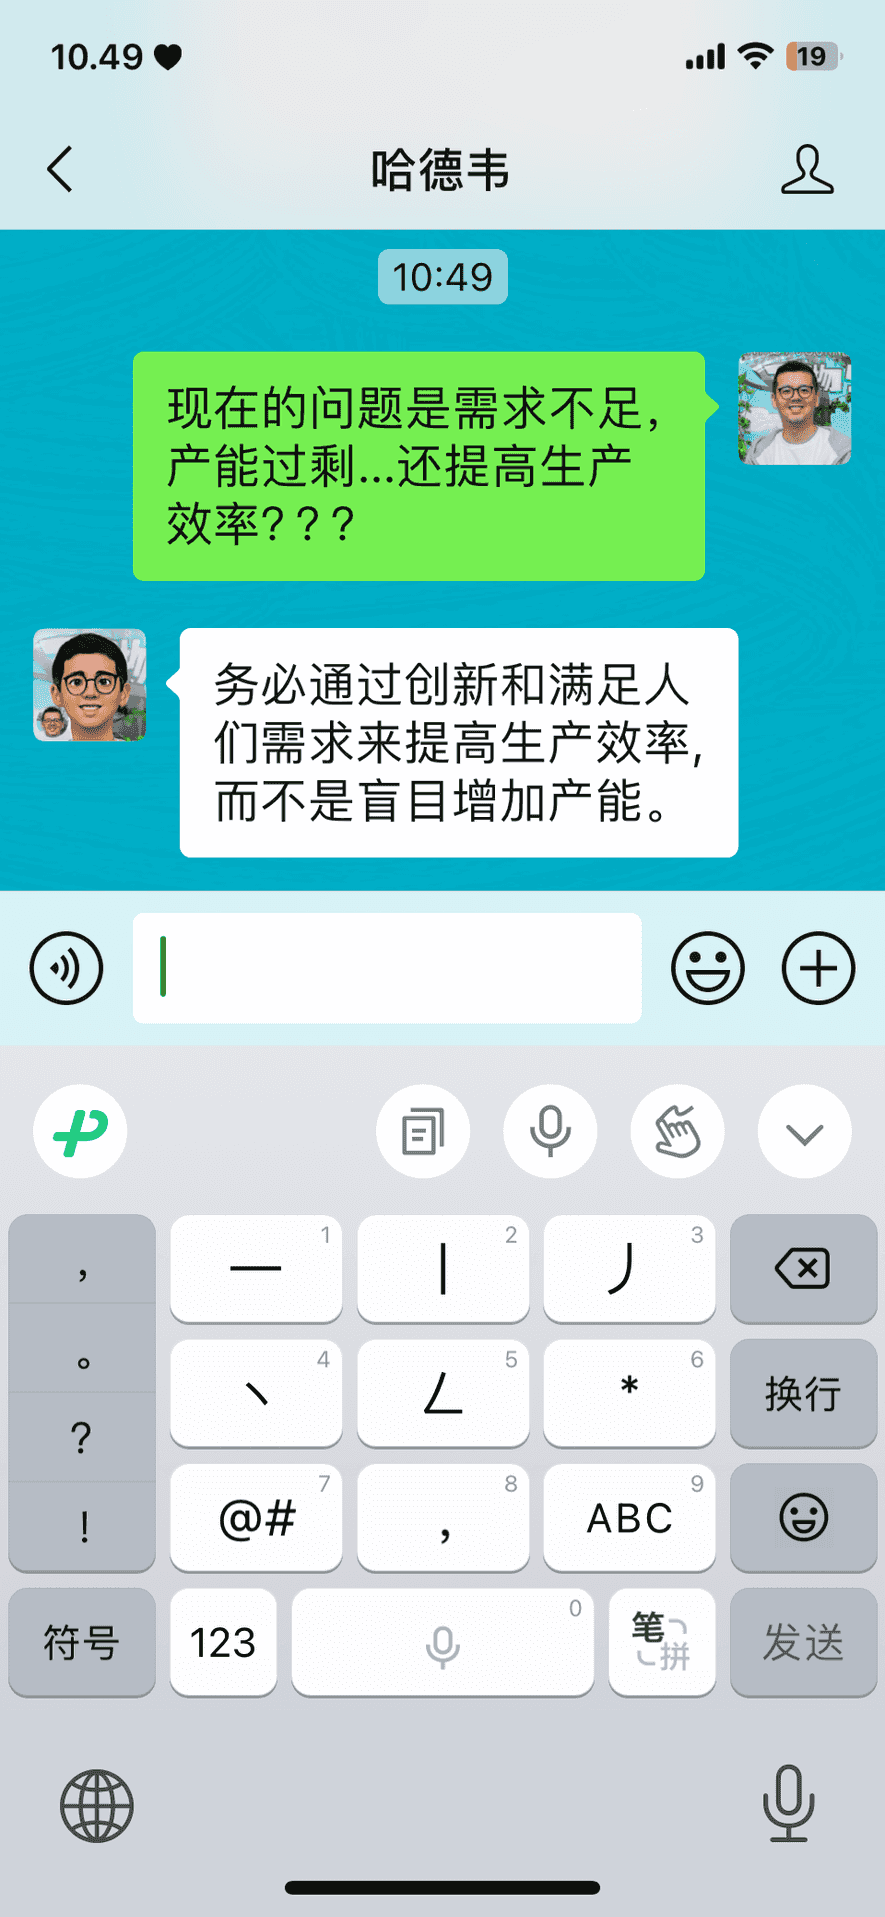 10.49
19
哈德韦
10:49
现在的问题是需求不足，
产能过剩...还提高生产
效率？？？
务必通过创新和满足人
们需求来提高生产效率，
而不是盲目增加产能。
，
。
?
!
一 1
丨 2
丿 3
丶 4
𠃋 5
* 6
换行
@# 7
， 8
ABC 9
符号
123
0
笔
拼
发送